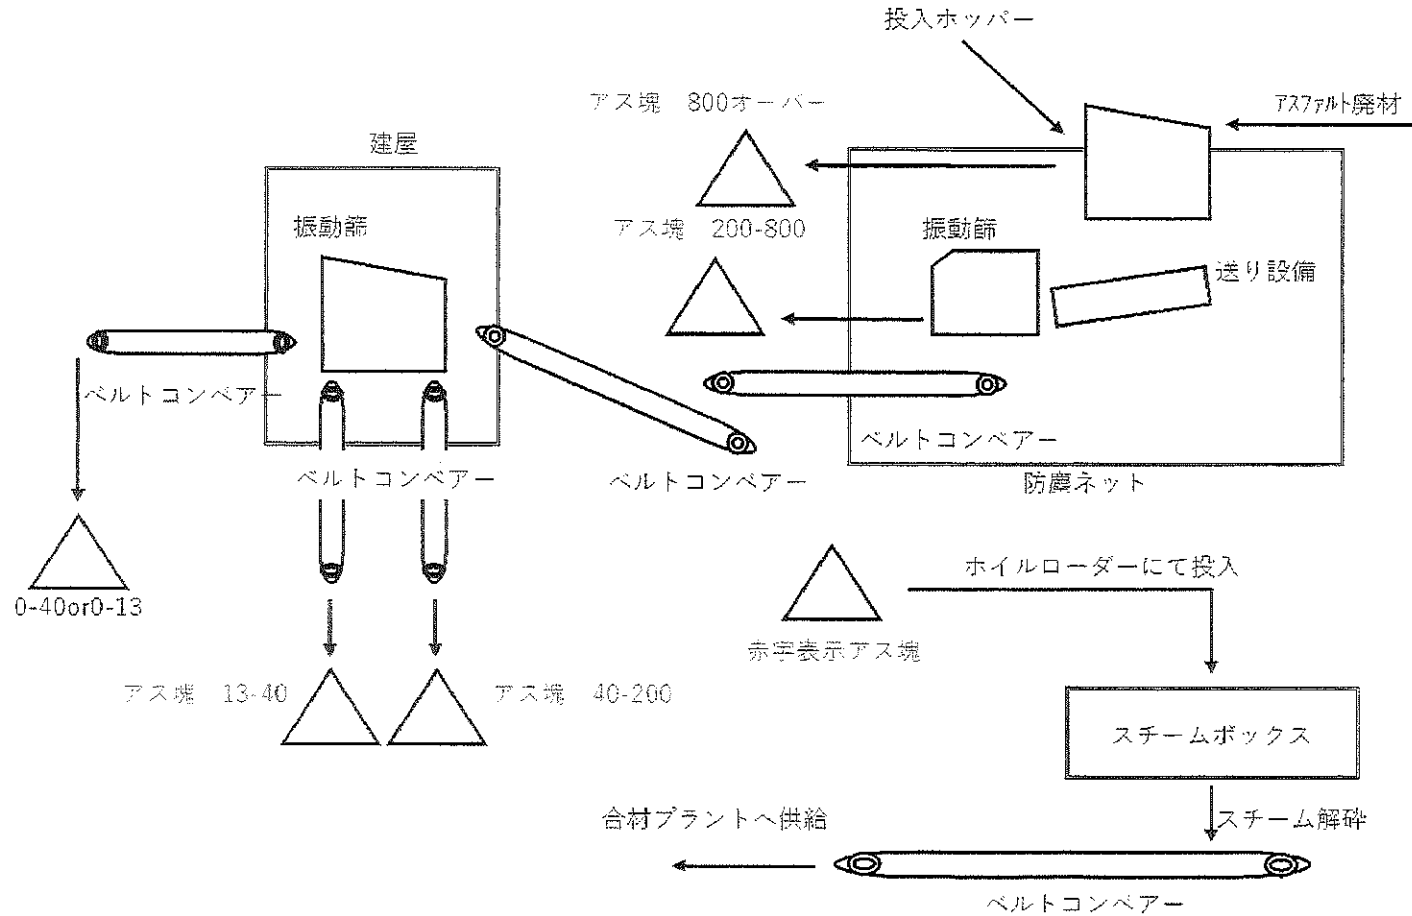 投入ホッパー
アス塊 800オーバー
アスファルト廃材
建屋
振動篩
アス塊 200-800
振動篩
送り設備
ベルトコンベアー
ベルトコンベアー
ベルトコンベアー
ベルトコンベアー
防塵ネット
ホイルローダーにて投入
0-40or0-13
赤字表示アス塊
アス塊 13-40
アス塊 40-200
スチームボックス
合材プラントへ供給
スチーム解砕
ベルトコンベアー